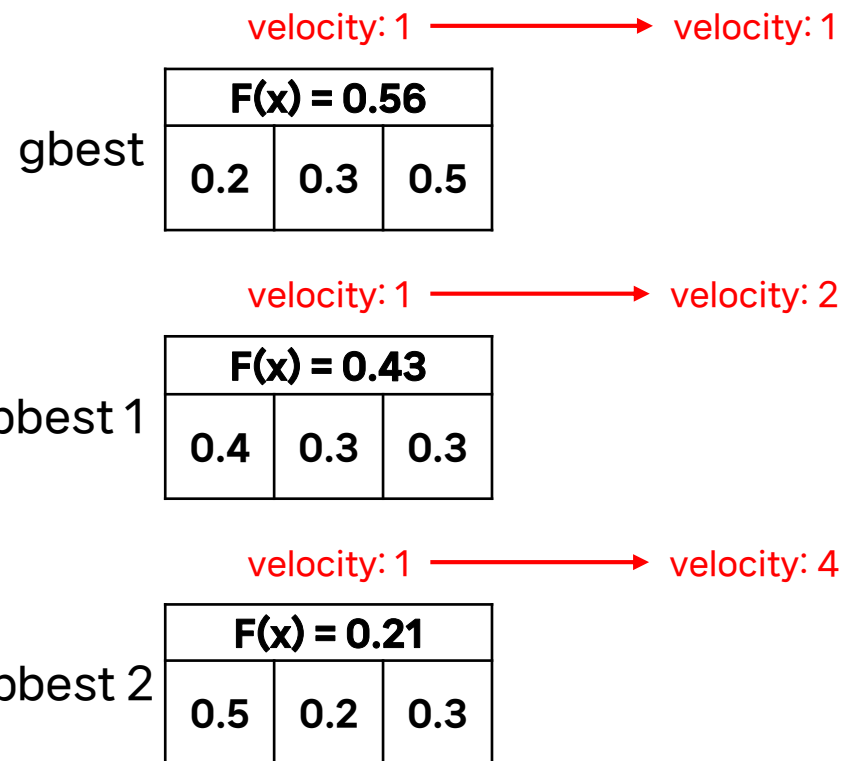 velocity: 1 velocity: 1
F(x) = 0.56
gbest
0.2 0.3 0.5
velocity: 1 velocity: 2
F(x) = 0.43
pbest 1
0.4 0.3 0.3
velocity: 1 velocity: 4
F(x) = 0.21
pbest 2
0.5 0.2 0.3